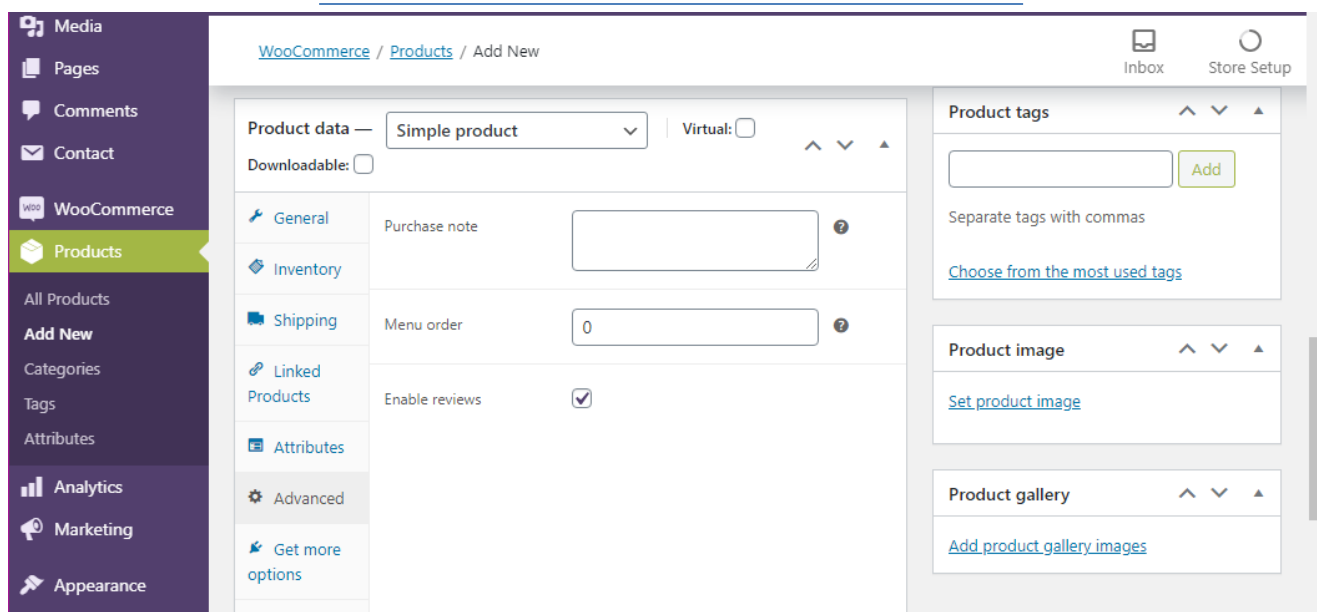 Media
Pages
Comments
Contact
Woo WooCommerce
Products
All Products
Add New
Categories
Tags
Attributes
Analytics
Marketing
Appearance
WooCommerce / Products / Add New
Inbox
Store Setup
Product data — Simple product Virtual:
Downloadable:
General
Inventory
Shipping
Linked
Products
Attributes
Advanced
Get more
options
Purchase note
Menu order 0
Enable reviews
Product tags
Add
Separate tags with commas
Choose from the most used tags
Product image
Set product image
Product gallery
Add product gallery images